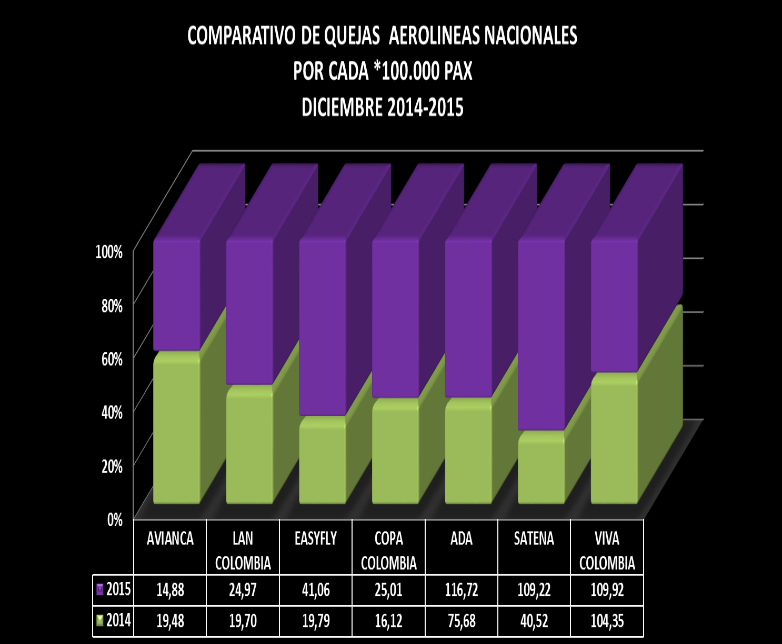 COMPARATIVO DE QUEJAS AEROLINEAS NACIONALES
POR CADA *100.000 PAX
DICIEMBRE 2014-2015
100%
80%
60%
40%
20%
0%
AVIANCA LAN COLOMBIA EASYFLY COPA COLOMBIA ADA SATENA VIVA COLOMBIA
2015 14,88 24,97 41,06 25,01 116,72 109,22 109,92
2014 19,48 19,70 19,79 16,12 75,68 40,52 104,35